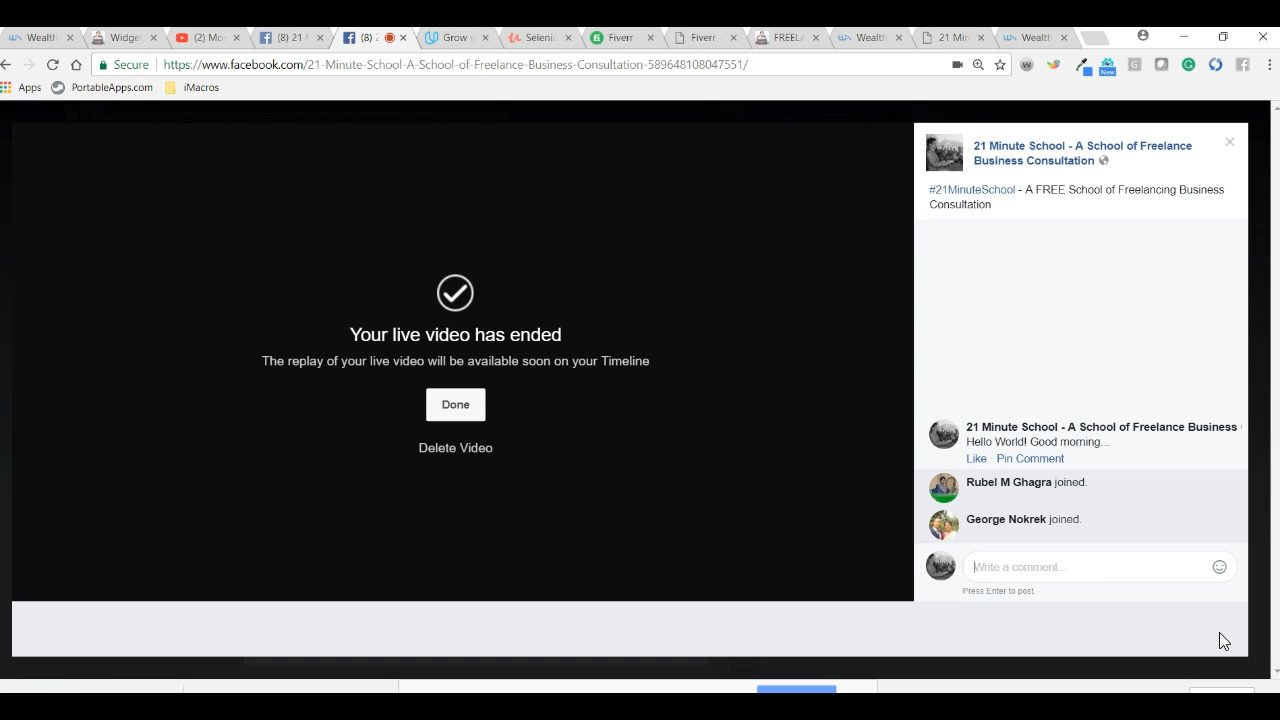 Wealth
Widge
(2) Mo
(8) 21
(8)
Grow
Seleni
Fiverr
Fiverr
FREEL
Wealth
21 Min
Wealth
Secure
https://www.facebook.com/21-Minute-School-A-School-of-Freelance-Business-Consultation-589648108047551/
New
Apps
PortableApps.com
iMacros
Your live video has ended
The replay of your live video will be available soon on your Timeline
Done
Delete Video
21 Minute School - A School of Freelance
Business Consultation
#21MinuteSchool - A FREE School of Freelancing Business
Consultation
21 Minute School - A School of Freelance Business
Hello World! Good morning...
Like · Pin Comment
Rubel M Ghagra joined.
George Nokrek joined.
Write a comment...
Press Enter to post.